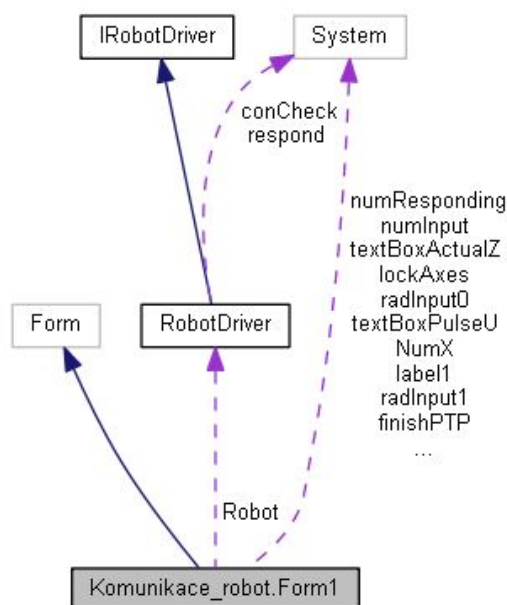 IRobotDriver
System
conCheck
respond
numResponding
numInput
textBoxActualZ
lockAxes
radInput0
textBoxPulseU
NumX
label1
radInput1
finishPTP
...
Form
RobotDriver
Robot
Komunikace_robot.Form1